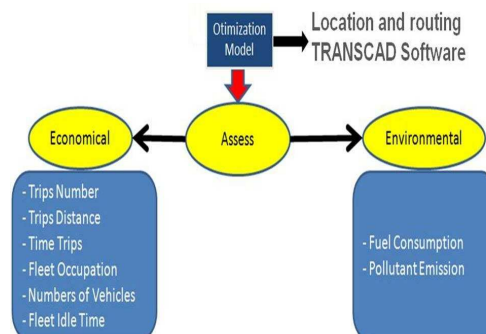 Otimization
Model
Location and routing
TRANSCAD Software
Economical
Assess
Environmental
- Trips Number
- Trips Distance
- Time Trips
- Fleet Occupation
- Numbers of Vehicles
- Fleet Idle Time
- Fuel Consumption
- Pollutant Emission